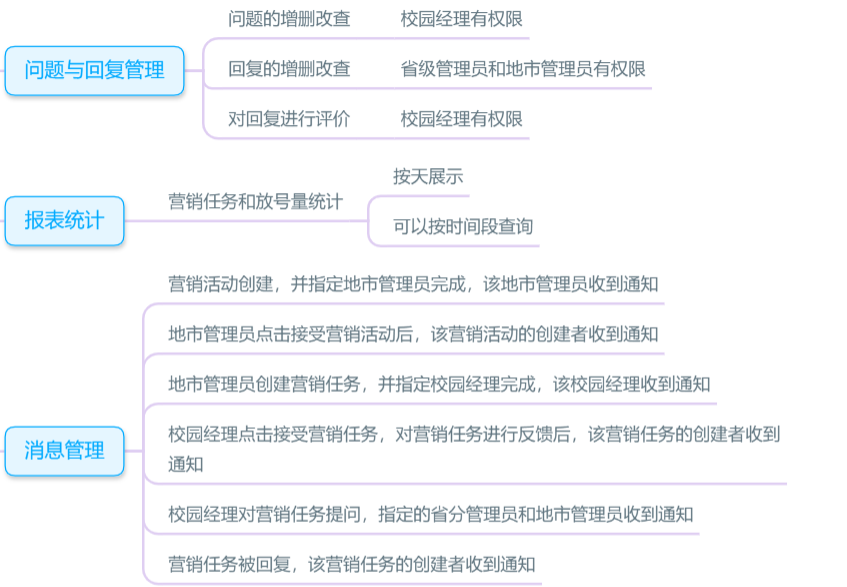 问题的增删改查 校园经理有权限
问题与回复管理
回复的增删改查 省级管理员和地市管理员有权限
对回复进行评价 校园经理有权限
按天展示
营销任务和放号量统计
报表统计
可以按时间段查询
营销活动创建，并指定地市管理员完成，该地市管理员收到通知
地市管理员点击接受营销活动后，该营销活动的创建者收到通知
地市管理员创建营销任务，并指定校园经理完成，该校园经理收到通知
校园经理点击接受营销任务，对营销任务进行反馈后，该营销任务的创建者收到
通知
消息管理
校园经理对营销任务提问，指定的省分管理员和地市管理员收到通知
营销任务被回复，该营销任务的创建者收到通知